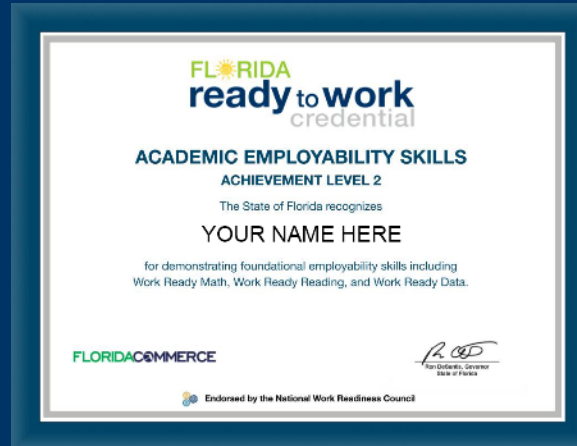 FLORIDA
ready to work
credential
ACADEMIC EMPLOYABILITY SKILLS
ACHIEVEMENT LEVEL 2
The State of Florida recognizes
YOUR NAME HERE
for demonstrating foundational employability skills including
Work Ready Math, Work Ready Reading, and Work Ready Data.
FLORIDACOMMERCE
Ron DeSantis, Governor
State of Florida
Endorsed by the National Work Readiness Council